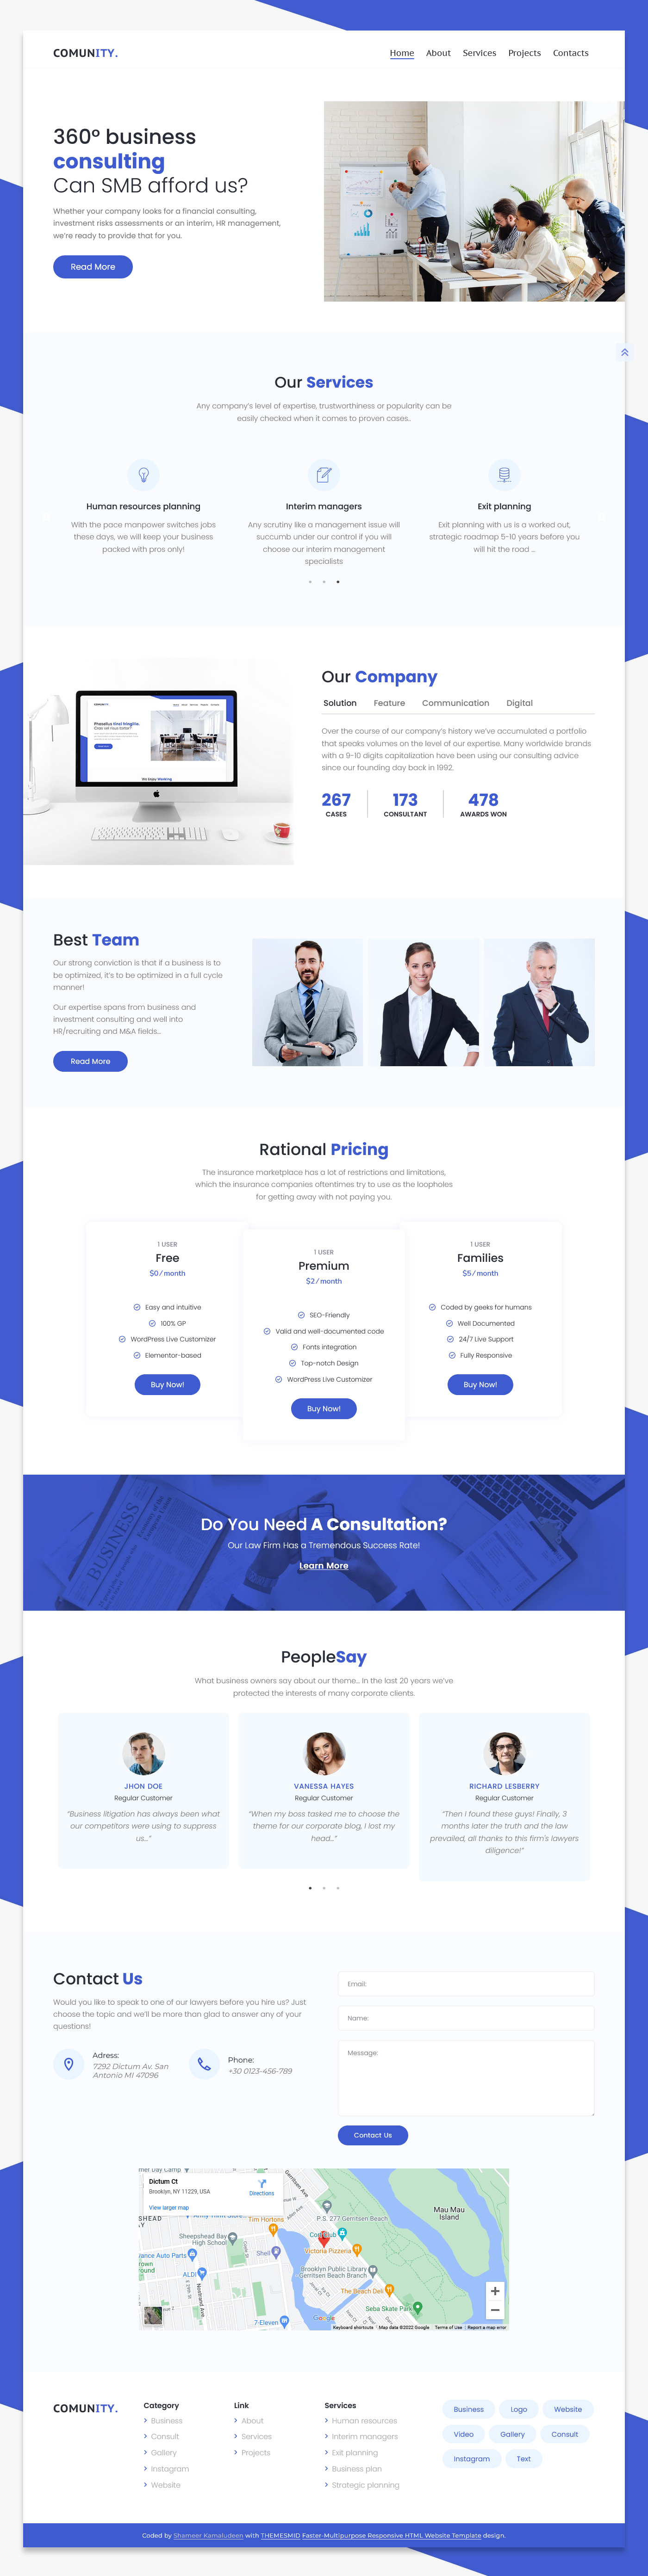 COMUNITY.
Home About Services Projects Contacts
360° business
consulting
Can SMB afford us?
Whether your company looks for a financial consulting,
investment risks assessments or an interim, HR management,
we're ready to provide that for you.
Read More
Our Services
Any company's level of expertise, trustworthiness or popularity can be
easily checked when it comes to proven cases..
Human resources planning
With the pace manpower switches jobs
these days, we will keep your business
packed with pros only!
Interim managers
Any scrutiny like a management issue will
succumb under our control if you will
choose our interim management
specialists
Exit planning
Exit planning with us is a worked out,
strategic roadmap 5-10 years before you
will hit the road ...
Our Company
Solution Feature Communication Digital
Over the course of our company's history we've accumulated a portfolio
that speaks volumes on the level of our expertise. Many worldwide brands
with a 9-10 digits capitalization have been using our consulting advice
since our founding day back in 1992.
267
CASES
173
CONSULTANT
478
AWARDS WON
Best Team
Our strong conviction is that if a business is to
be optimized, it's to be optimized in a full cycle
manner!
Our expertise spans from business and
investment consulting and well into
HR/recruiting and M&A fields...
Read More
Rational Pricing
The insurance marketplace has a lot of restrictions and limitations,
which the insurance companies oftentimes try to use as the loopholes
for getting away with not paying you.
1 USER
Free
$0/month
Easy and intuitive
100% GP
WordPress Live Customizer
Elementor-based
Buy Now!
1 USER
Premium
$2/month
SEO-Friendly
Valid and well-documented code
Fonts integration
Top-notch Design
WordPress Live Customizer
Buy Now!
1 USER
Families
$5/month
Coded by geeks for humans
Well Documented
24/7 Live Support
Fully Responsive
Buy Now!
BUSINESS
Do You Need A Consultation?
Our Law Firm Has a Tremendous Success Rate!
Learn More
PeopleSay
What business owners say about our theme... In the last 20 years we've
protected the interests of many corporate clients.
JHON DOE
Regular Customer
"Business litigation has always been what
our competitors were using to suppress
us..."
VANESSA HAYES
Regular Customer
"When my boss tasked me to choose the
theme for our corporate blog, I lost my
head..."
RICHARD LESBERRY
Regular Customer
"Then I found these guys! Finally, 3
months later the truth and the law
prevailed, all thanks to this firm's lawyers
diligence!"
Contact Us
Would you like to speak to one of our lawyers before you hire us? Just
choose the topic and we'll be more than glad to answer any of your
questions!
Adress:
7292 Dictum Av. San
Antonio MI 47096
Phone:
+30 0123-456-789
Email:
Name:
Message:
Contact Us
Dictum Ct
Brooklyn, NY 11229, USA
Directions
View larger map
Tim Hortons
Sheepshead Bay
High School
Shell
ALDI
7-Eleven
Nostrand Ave
Gerritsen Ave
P.S. 277 Gerritsen Beach
Victoria Pizzeria
Brooklyn Public Library
Gerritsen Beach Branch
The Beach Deli
Seba Skate Park
Mau Mau
Island
Google
Keyboard shortcuts Map data ©2022 Google Terms of Use Report a map error
COMUNITY.
Category
Business
Consult
Gallery
Instagram
Website
Link
About
Services
Projects
Services
Human resources
Interim managers
Exit planning
Business plan
Strategic planning
Business Logo Website
Video Gallery Consult
Instagram Text
Coded by Shameer Kamaludeen with THEMESMID Faster-Multipurpose Responsive HTML Website Template design.